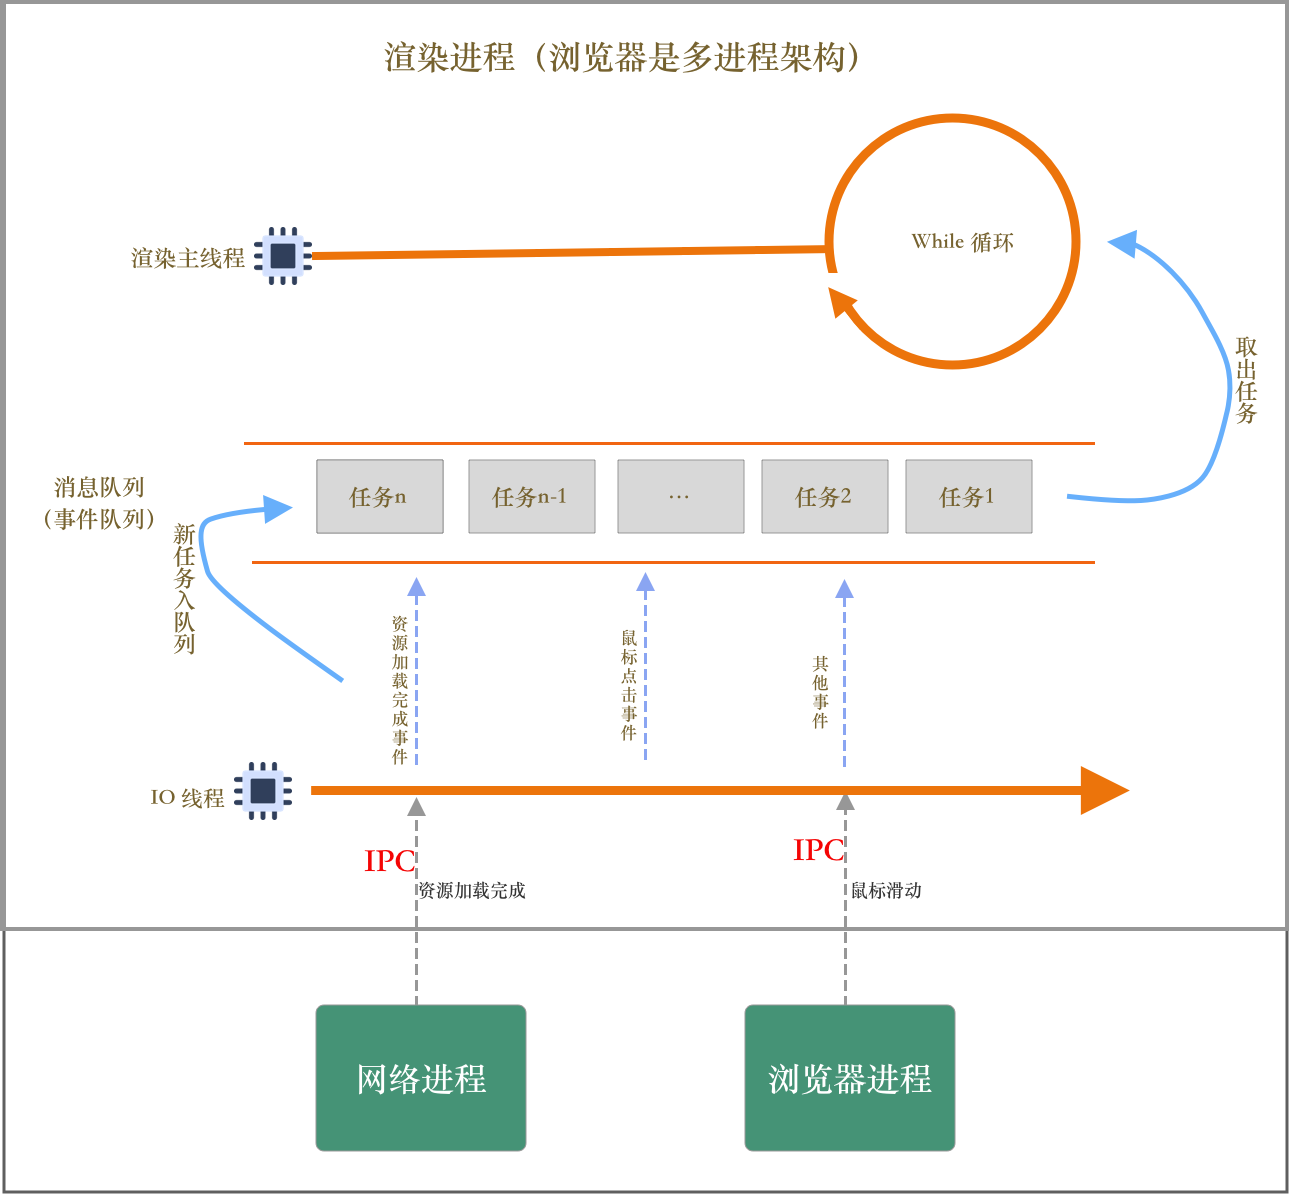 渲染进程（浏览器是多进程架构）
While 循环
渲染主线程
取出任务
消息队列
（事件队列）
任务n
任务n-1
...
任务2
任务1
新任务入队列
资源加载完成事件
鼠标点击事件
其他事件
IO 线程
IPC
资源加载完成
IPC
鼠标滑动
网络进程
浏览器进程